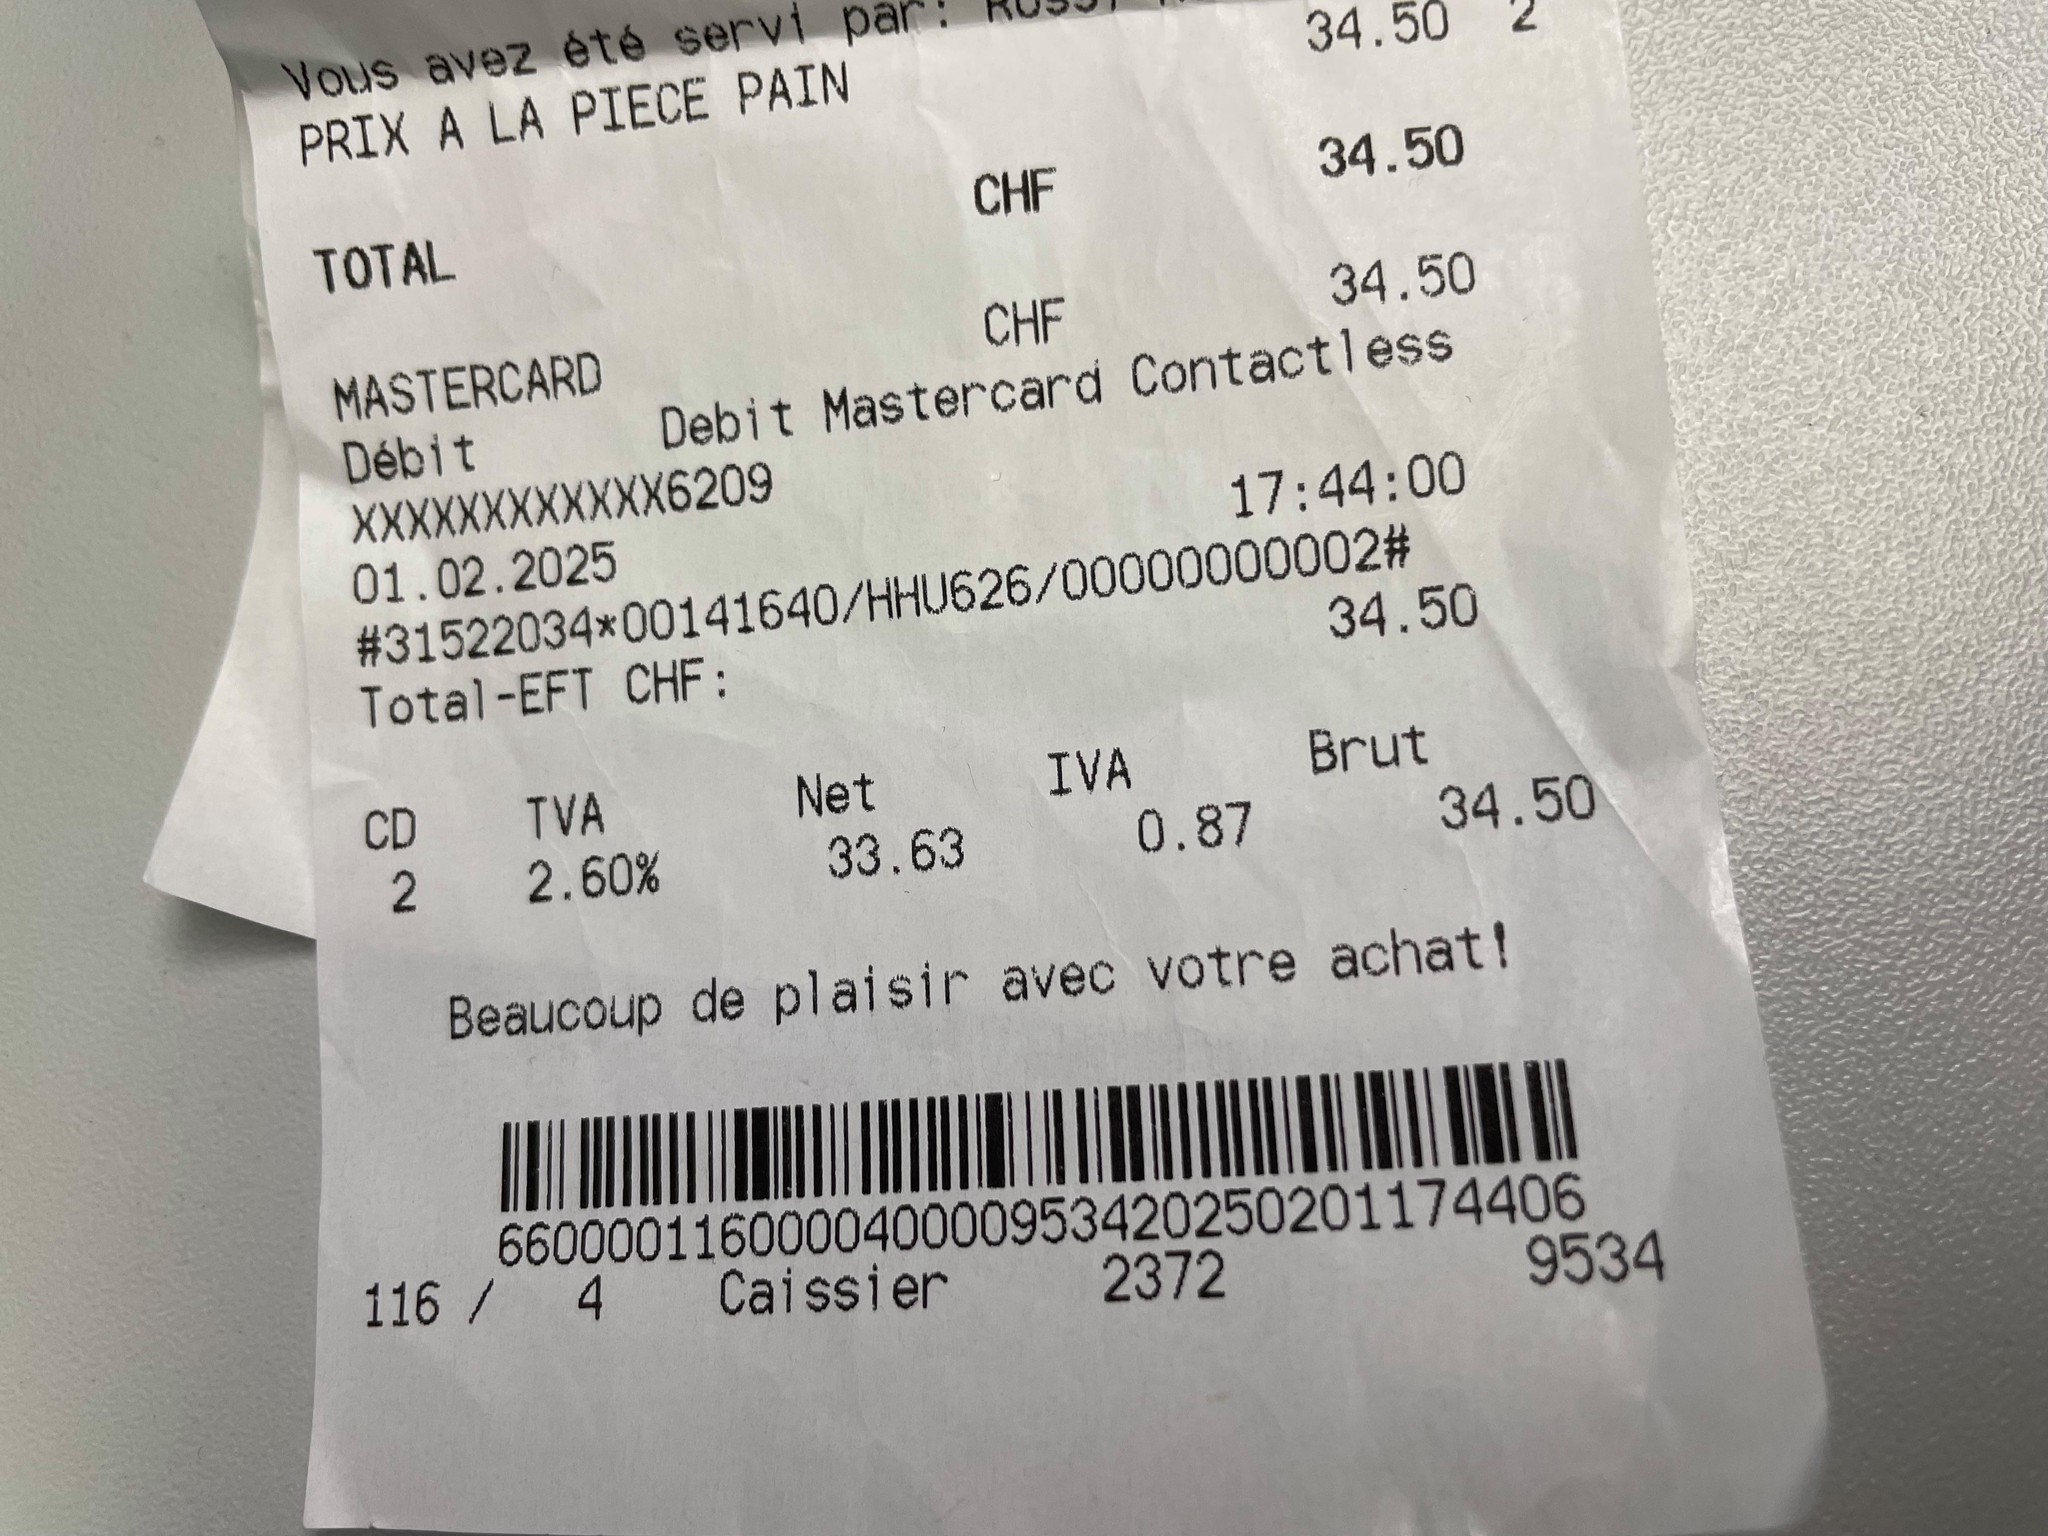 Vous avez été servi par:
34.50 2
PRIX A LA PIECE PAIN
CHF 34.50
TOTAL
CHF 34.50
MASTERCARD
Débit Debit Mastercard Contactless
XXXXXXXXXXXX6209
01.02.2025 17:44:00
#31522034*00141640/HHU626/00000000002#
Total-EFT CHF: 34.50
CD TVA Net IVA Brut
2 2.60% 33.63 0.87 34.50
Beaucoup de plaisir avec votre achat!
6600001160000400009534202502011744​06
116 / 4 Caissier 2372 9534